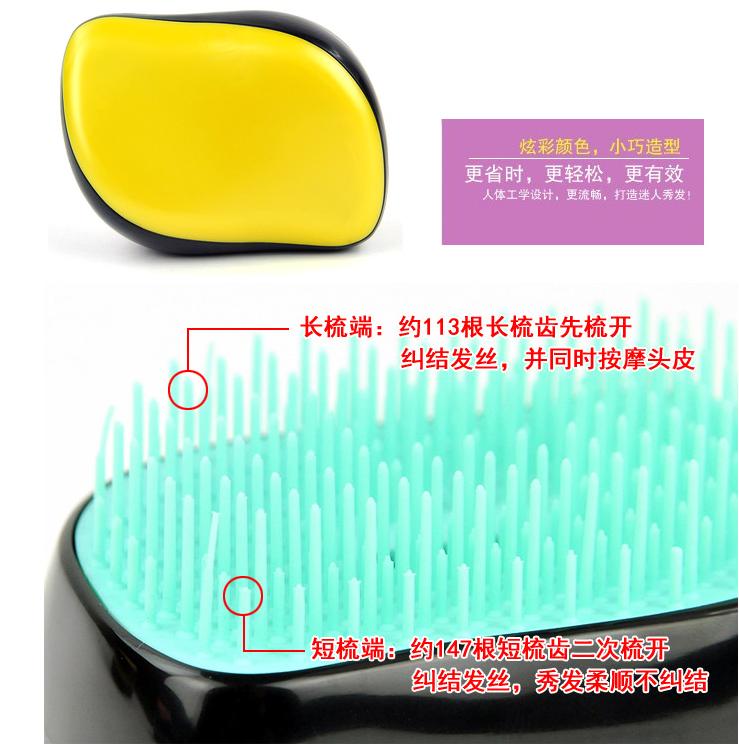 炫彩颜色，小巧造型
更省时，更轻松，更有效
人体工学设计，更流畅，打造迷人秀发！
长梳端：约113根长梳齿先梳开
纠结发丝，并同时按摩头皮
短梳端：约147根短梳齿二次梳开
纠结发丝，秀发柔顺不纠结